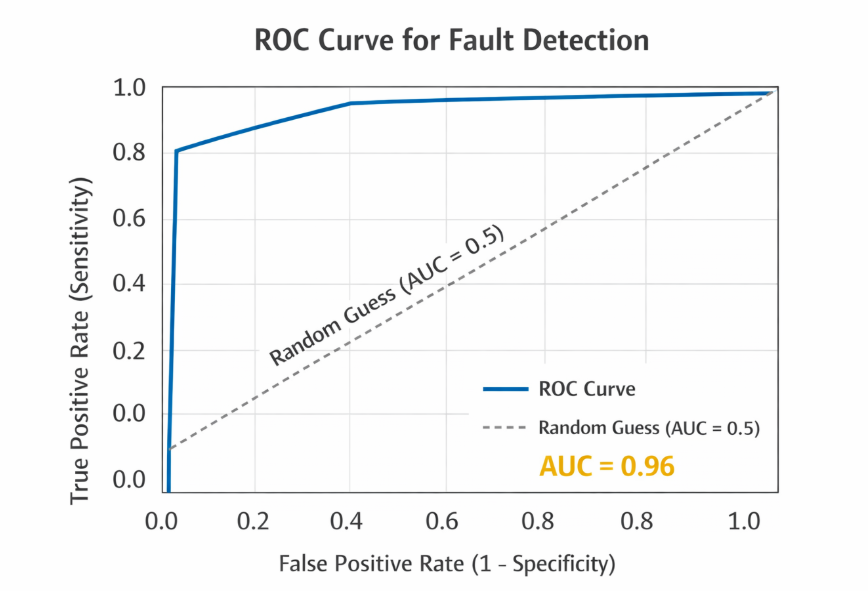 ROC Curve for Fault Detection
True Positive Rate (Sensitivity)
1.0
0.8
0.6
0.4
0.2
0.0
0.0
Random Guess (AUC = 0.5)
ROC Curve
Random Guess (AUC = 0.5)
AUC = 0.96
0.0 0.2 0.4 0.6 0.8 0.8 1.0
False Positive Rate (1 - Specificity)